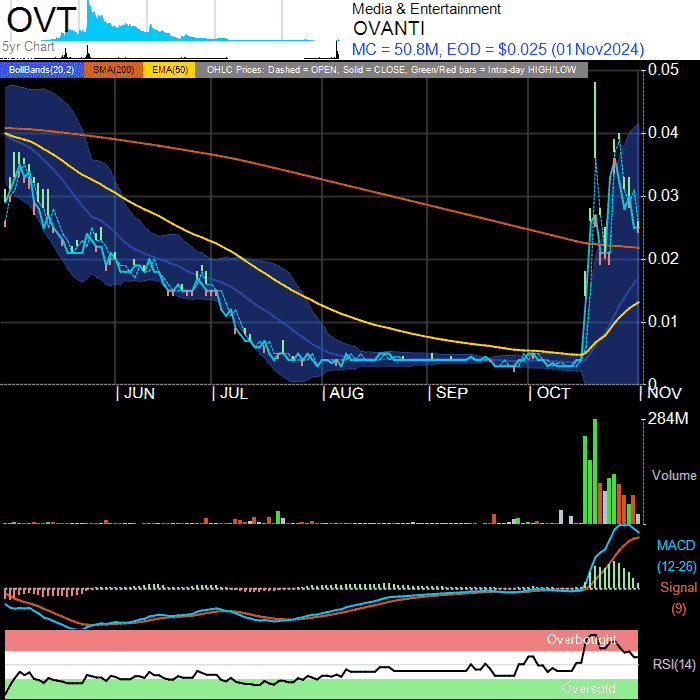 OVT
5yr Chart
Media & Entertainment
OVANTI
MC = 50.8M, EOD = $0.025 (01Nov2024)
BollBands(20,2) SMA(200) EMA(50) OHLC Prices: Dashed = OPEN, Solid = CLOSE, Green/Red bars = Intra-day HIGH/LOW
0.05
0.04
0.03
0.02
0.01
0
| JUN | JUL | AUG | SEP | OCT | NOV
284M
Volume
MACD
(12-26)
Signal
(9)
Overbought
RSI(14)
Oversold